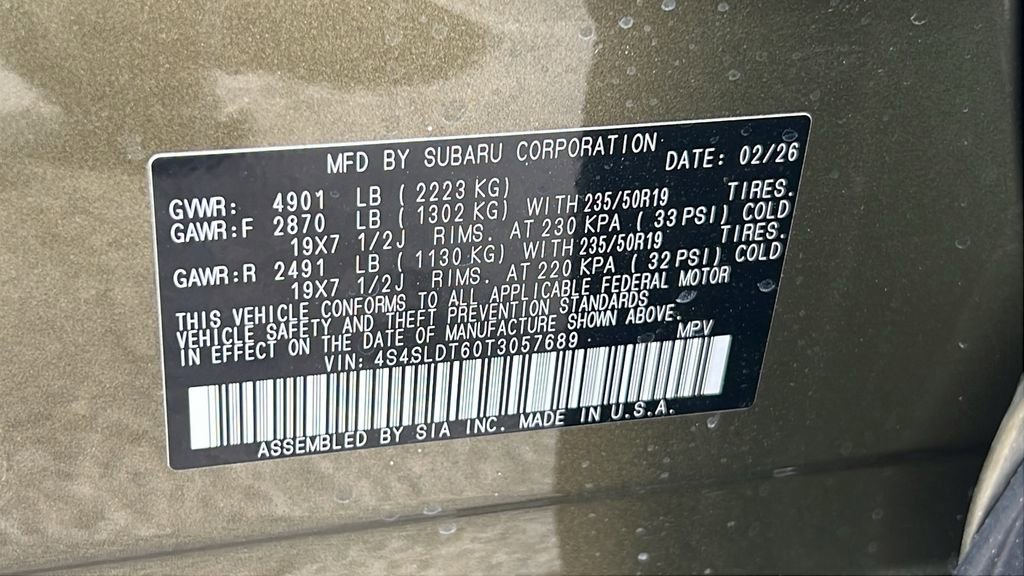 MFD BY SUBARU CORPORATION DATE: 02/26
GVWR: 4901 LB ( 2223 KG)
GAWR:F 2870 LB ( 1302 KG) WITH 235/50R19 TIRES.
19X7 1/2J RIMS. AT 230 KPA ( 33 PSI) COLD
GAWR:R 2491 LB ( 1130 KG) WITH 235/50R19 TIRES.
19X7 1/2J RIMS. AT 220 KPA ( 32 PSI) COLD
THIS VEHICLE CONFORMS TO ALL APPLICABLE FEDERAL MOTOR
VEHICLE SAFETY AND THEFT PREVENTION STANDARDS
IN EFFECT ON THE DATE OF MANUFACTURE SHOWN ABOVE.
VIN: 4S4SLDT60T3057689 MPV
ASSEMBLED BY SIA INC. MADE IN U.S.A.